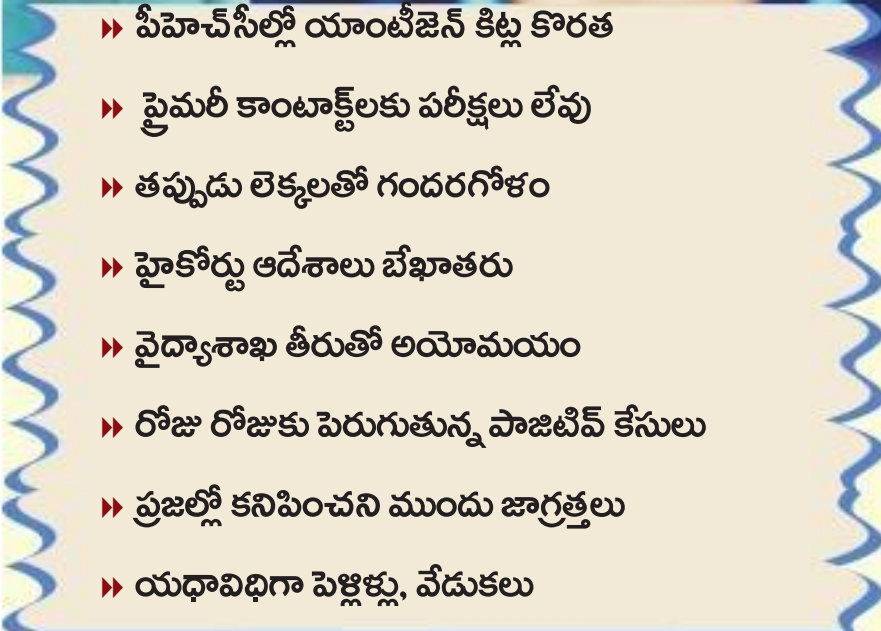 పీహెచ్‌సీల్లో యాంటీజెన్ కిట్ల కొరత
ప్రైమరీ కాంటాక్ట్‌లకు పరీక్షలు లేవు
తప్పుడు లెక్కలతో గందరగోళం
హైకోర్టు ఆదేశాలు బేఖాతరు
వైద్యాశాఖ తీరుతో అయోమయం
రోజు రోజుకు పెరుగుతున్న పాజిటివ్ కేసులు
ప్రజల్లో కనిపించని ముందు జాగ్రత్తలు
యధావిధిగా పెళ్లిళ్లు, వేడుకలు